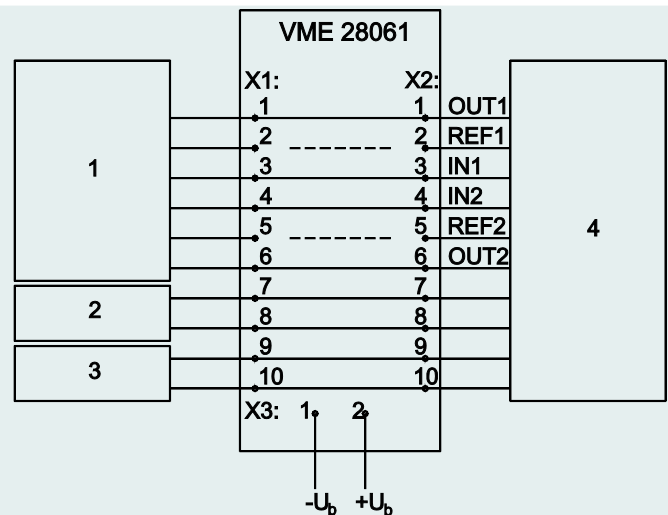 VME 28061
X1: X2:
1 1 OUT1
2 2 REF1
3 3 IN1
1
4 4 IN2
5 5 REF2
4
6 6 OUT2
7 7
2
8 8
9 9
3
10 10
X3: 1 2
-Ub +Ub